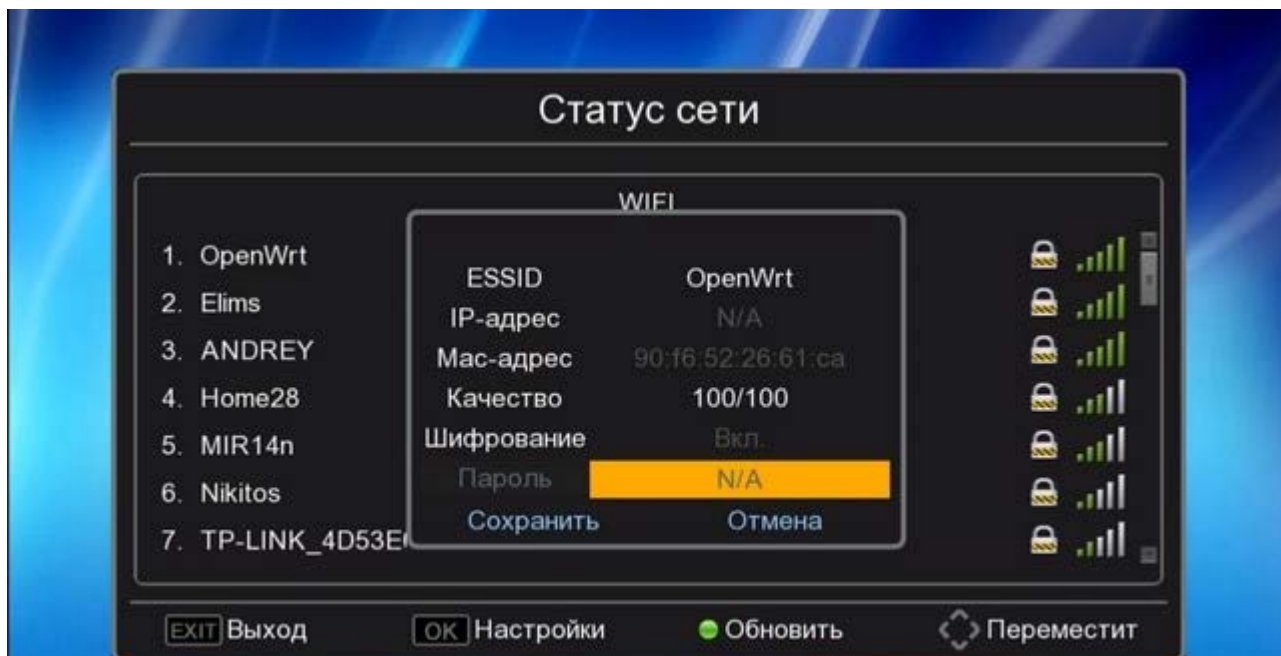 Статус сети
WIFI
1. OpenWrt
2. Elims
3. ANDREY
4. Home28
5. MIR14n
6. Nikitos
7. TP-LINK_4D53E
ESSID OpenWrt
IP-адрес N/A
Мас-адрес 90:f6:52:26:61:ca
Качество 100/100
Шифрование Вкл.
Пароль N/A
Сохранить Отмена
EXIT Выход OK Настройки Обновить Переместит